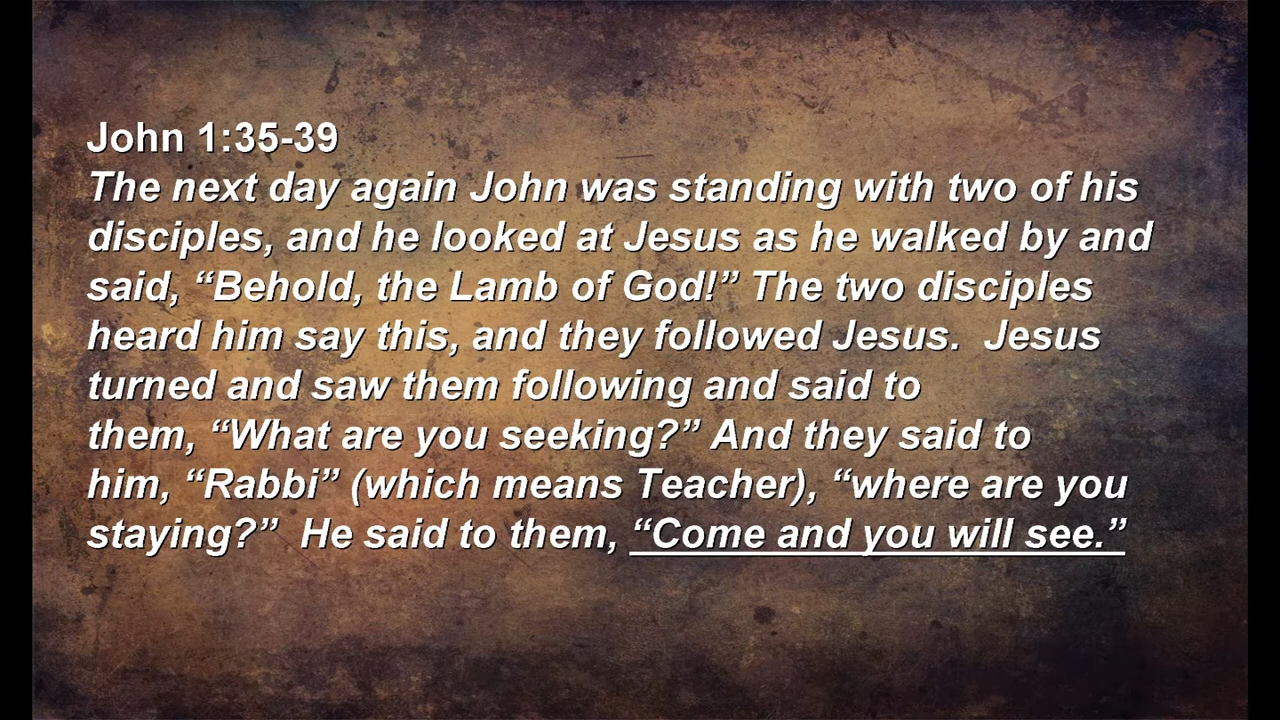 John 1:35-39
The next day again John was standing with two of his
disciples, and he looked at Jesus as he walked by and
said, “Behold, the Lamb of God!” The two disciples
heard him say this, and they followed Jesus.  Jesus
turned and saw them following and said to
them, “What are you seeking?” And they said to
him, “Rabbi” (which means Teacher), “where are you
staying?”  He said to them, “Come and you will see.”